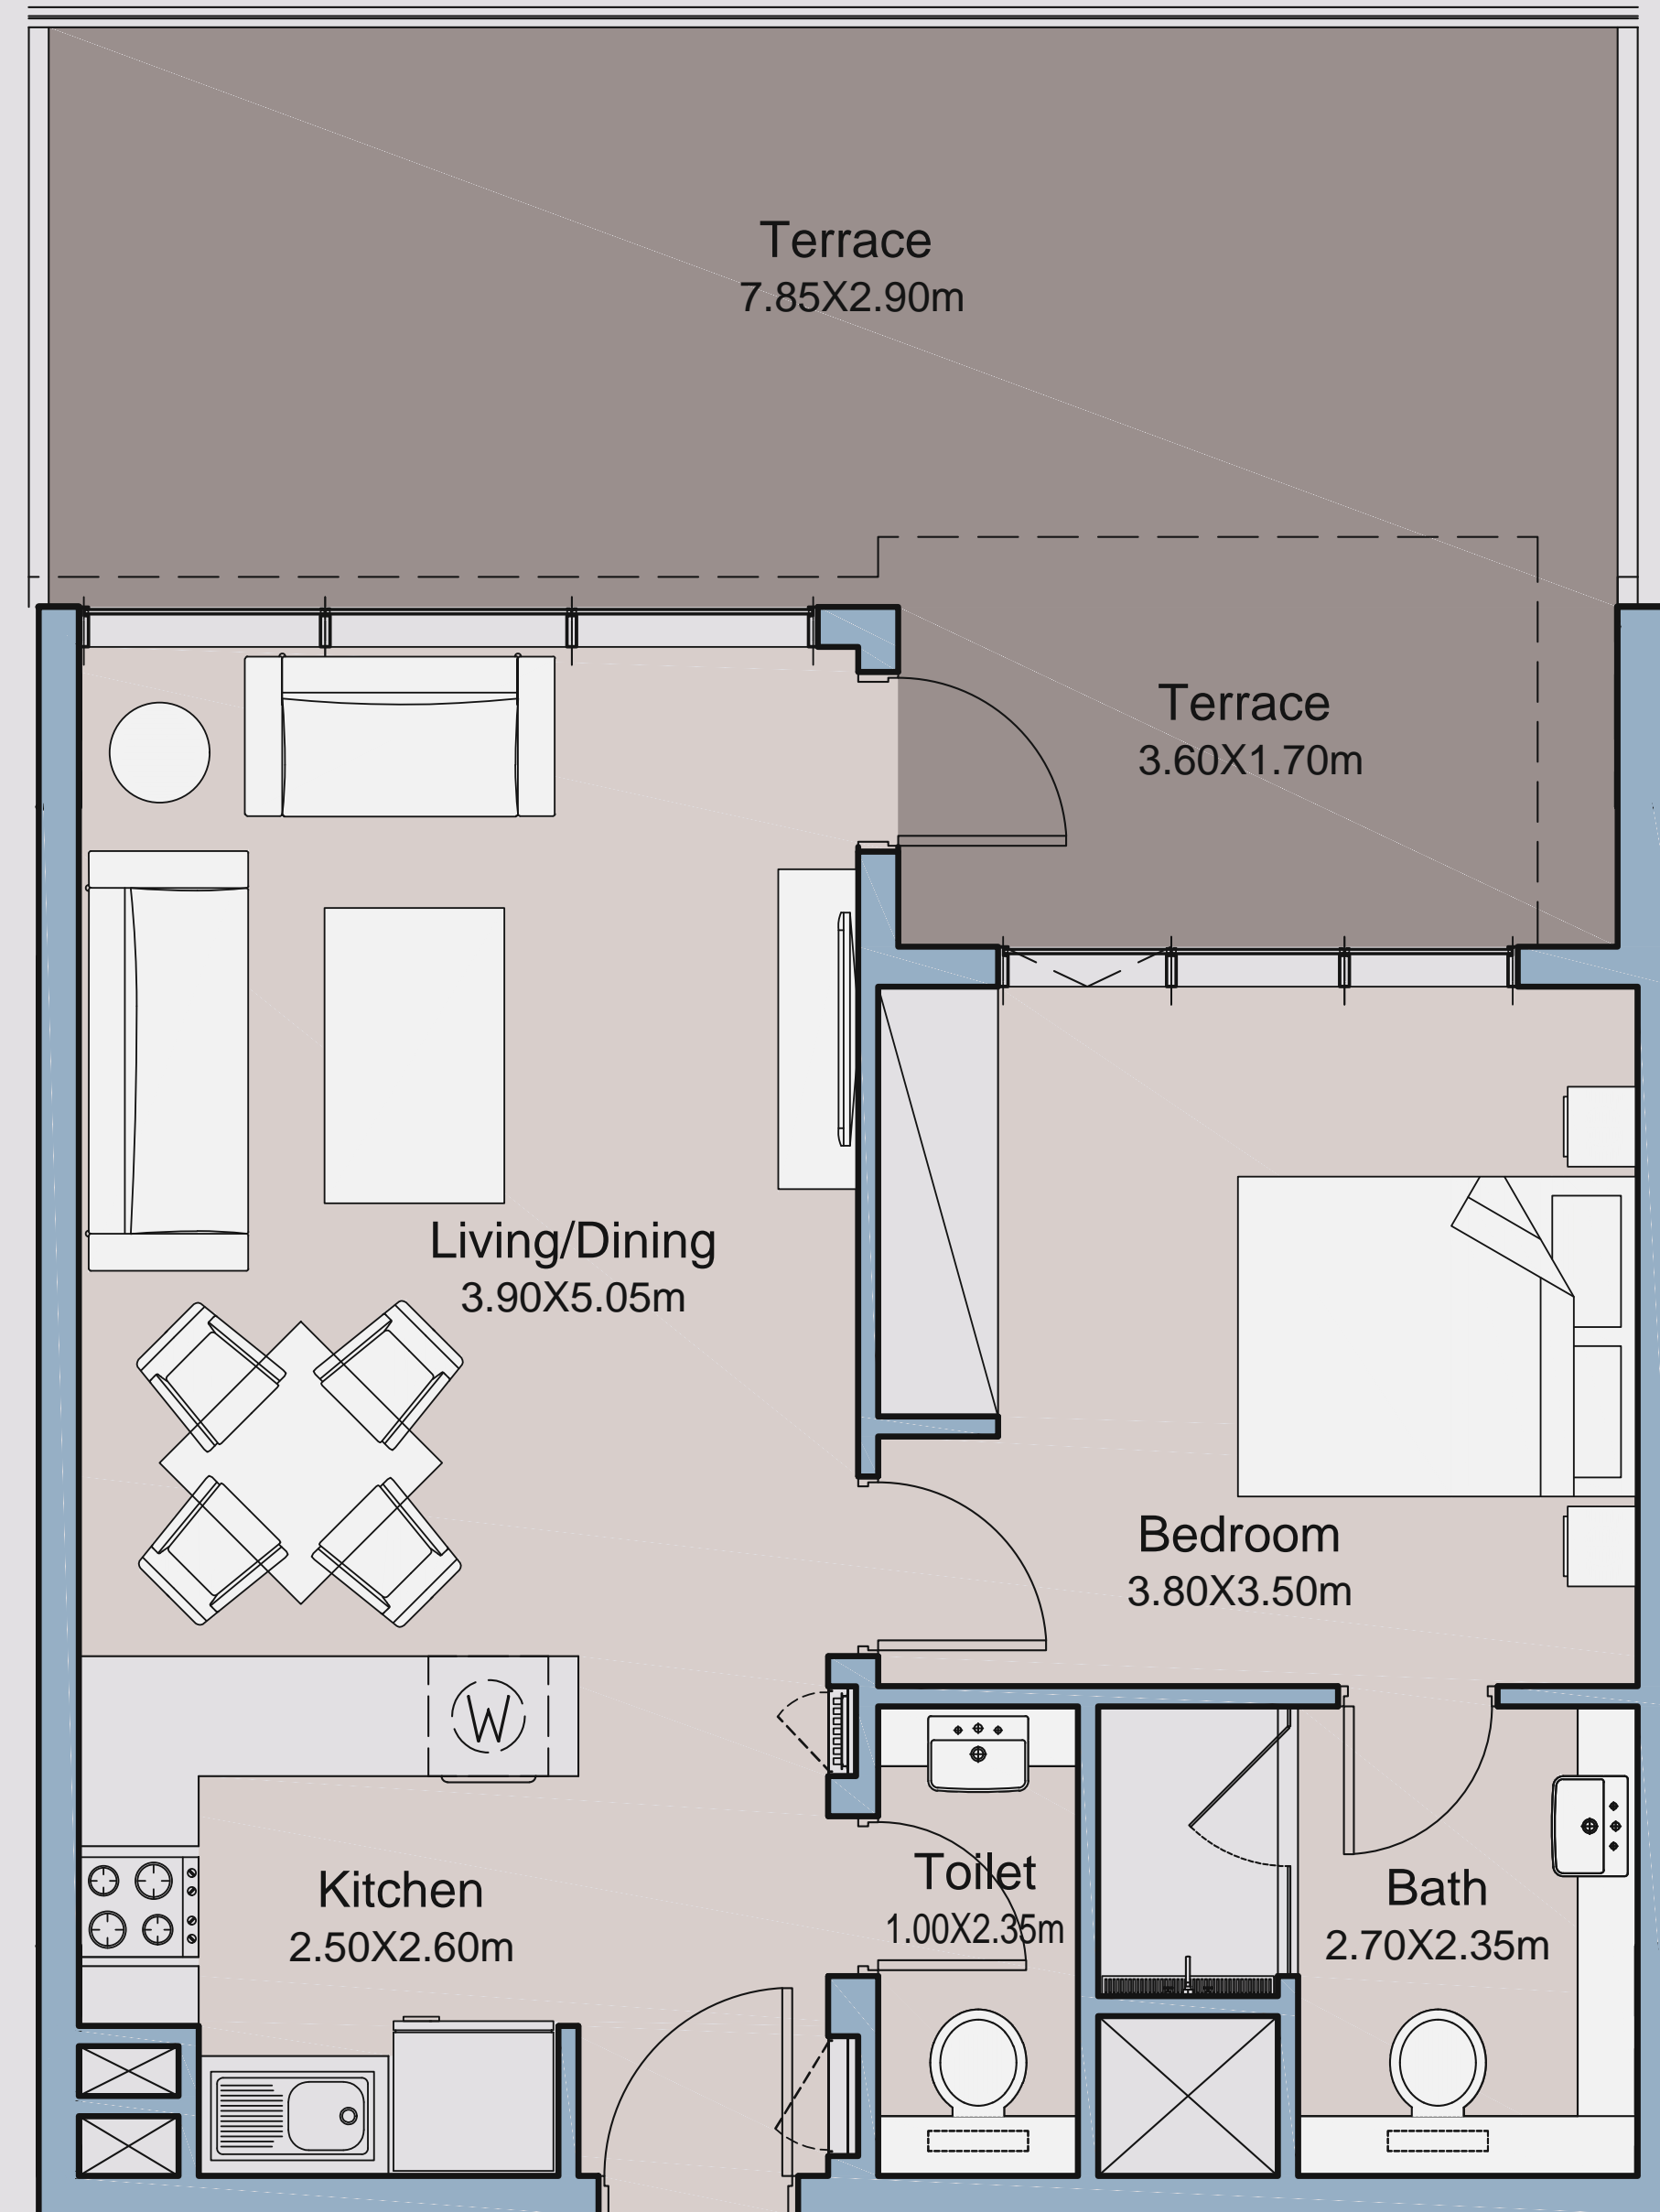 Terrace
7.85X2.90m
Terrace
3.60X1.70m
Living/Dining
3.90X5.05m
Bedroom
3.80X3.50m
W
Kitchen
2.50X2.60m
Toilet
1.00X2.35m
Bath
2.70X2.35m